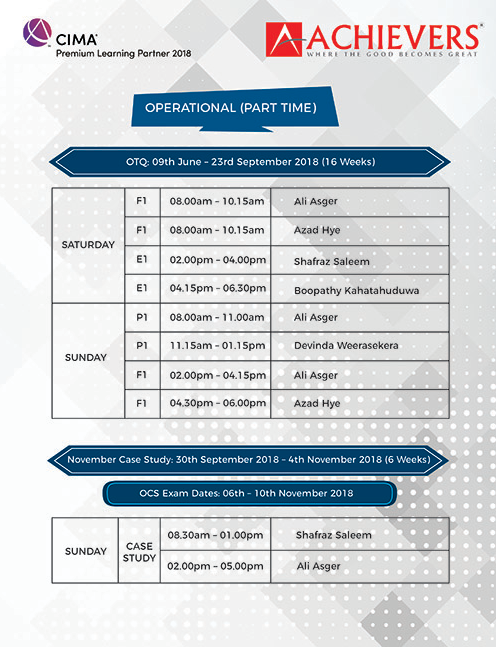 CIMA
Premium Learning Partner 2018
ACHIEVERS
WHERE THE GOOD BECOMES GREAT
OPERATIONAL (PART TIME)
OTQ: 09th June – 23rd September 2018 (16 Weeks)
SATURDAY
F1 08.00am – 10.15am Ali Asger
F1 08.00am – 10.15am Azad Hye
E1 02.00pm – 04.00pm Shafraz Saleem
E1 04.15pm – 06.30pm Boopathy Kahatahuduwa
SUNDAY
P1 08.00am – 11.00am Ali Asger
P1 11.15am – 01.15pm Devinda Weerasekera
F1 02.00pm – 04.15pm Ali Asger
F1 04.30pm – 06.00pm Azad Hye
November Case Study: 30th September 2018 – 4th November 2018 (6 Weeks)
OCS Exam Dates: 06th – 10th November 2018
SUNDAY
CASE
STUDY
08.30am – 01.00pm Shafraz Saleem
02.00pm – 05.00pm Ali Asger